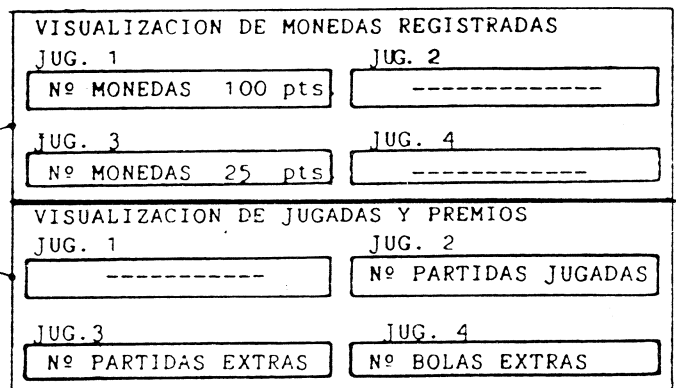 VISUALIZACION DE MONEDAS REGISTRADAS
JUG. 1 JUG. 2
Nº MONEDAS 100 pts -------------
JUG. 3 JUG. 4
Nº MONEDAS 25 pts ------------
VISUALIZACION DE JUGADAS Y PREMIOS
JUG. 1 JUG. 2
----------- Nº PARTIDAS JUGADAS
JUG.3 JUG. 4
Nº PARTIDAS EXTRAS Nº BOLAS EXTRAS